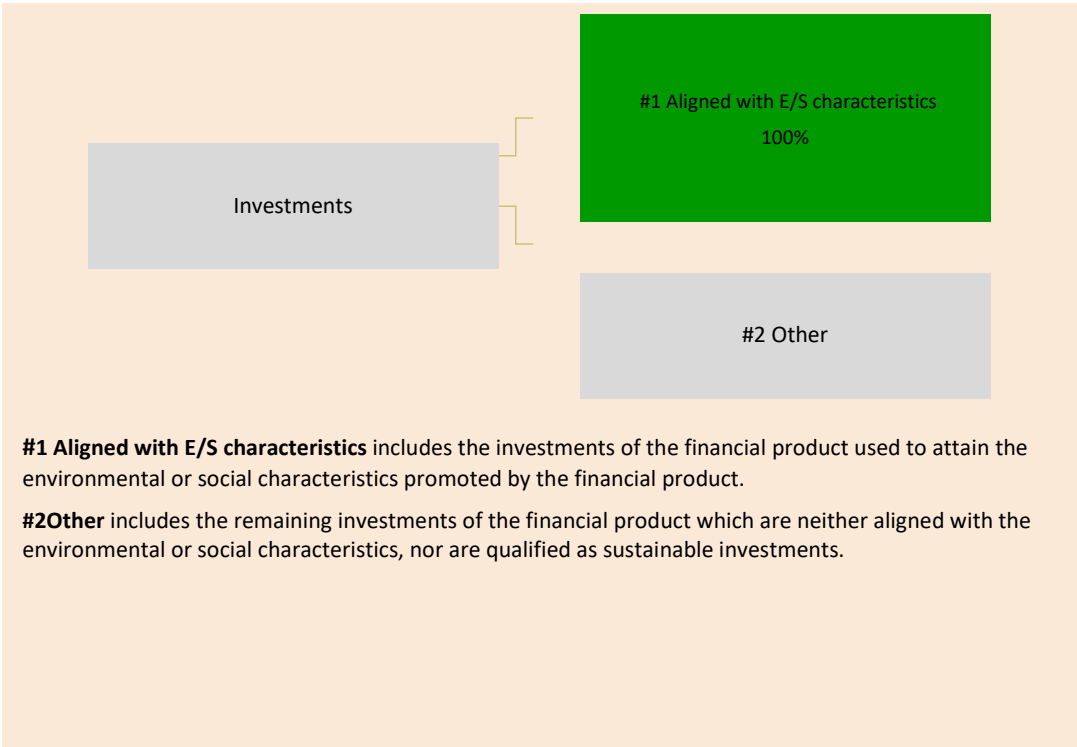 #1 Aligned with E/S characteristics
100%
Investments
#2 Other
#1 Aligned with E/S characteristics includes the investments of the financial product used to attain the
environmental or social characteristics promoted by the financial product.
#2Other includes the remaining investments of the financial product which are neither aligned with the
environmental or social characteristics, nor are qualified as sustainable investments.